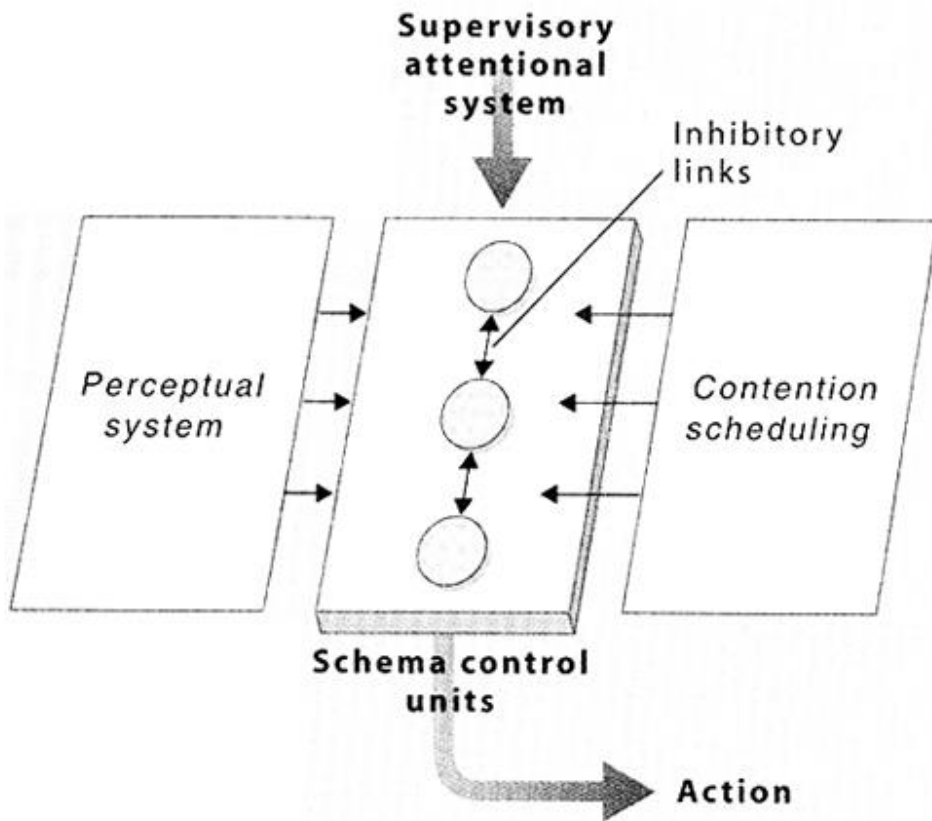 Supervisory
attentional
system
Inhibitory
links
Perceptual
system
Contention
scheduling
Schema control
units
Action